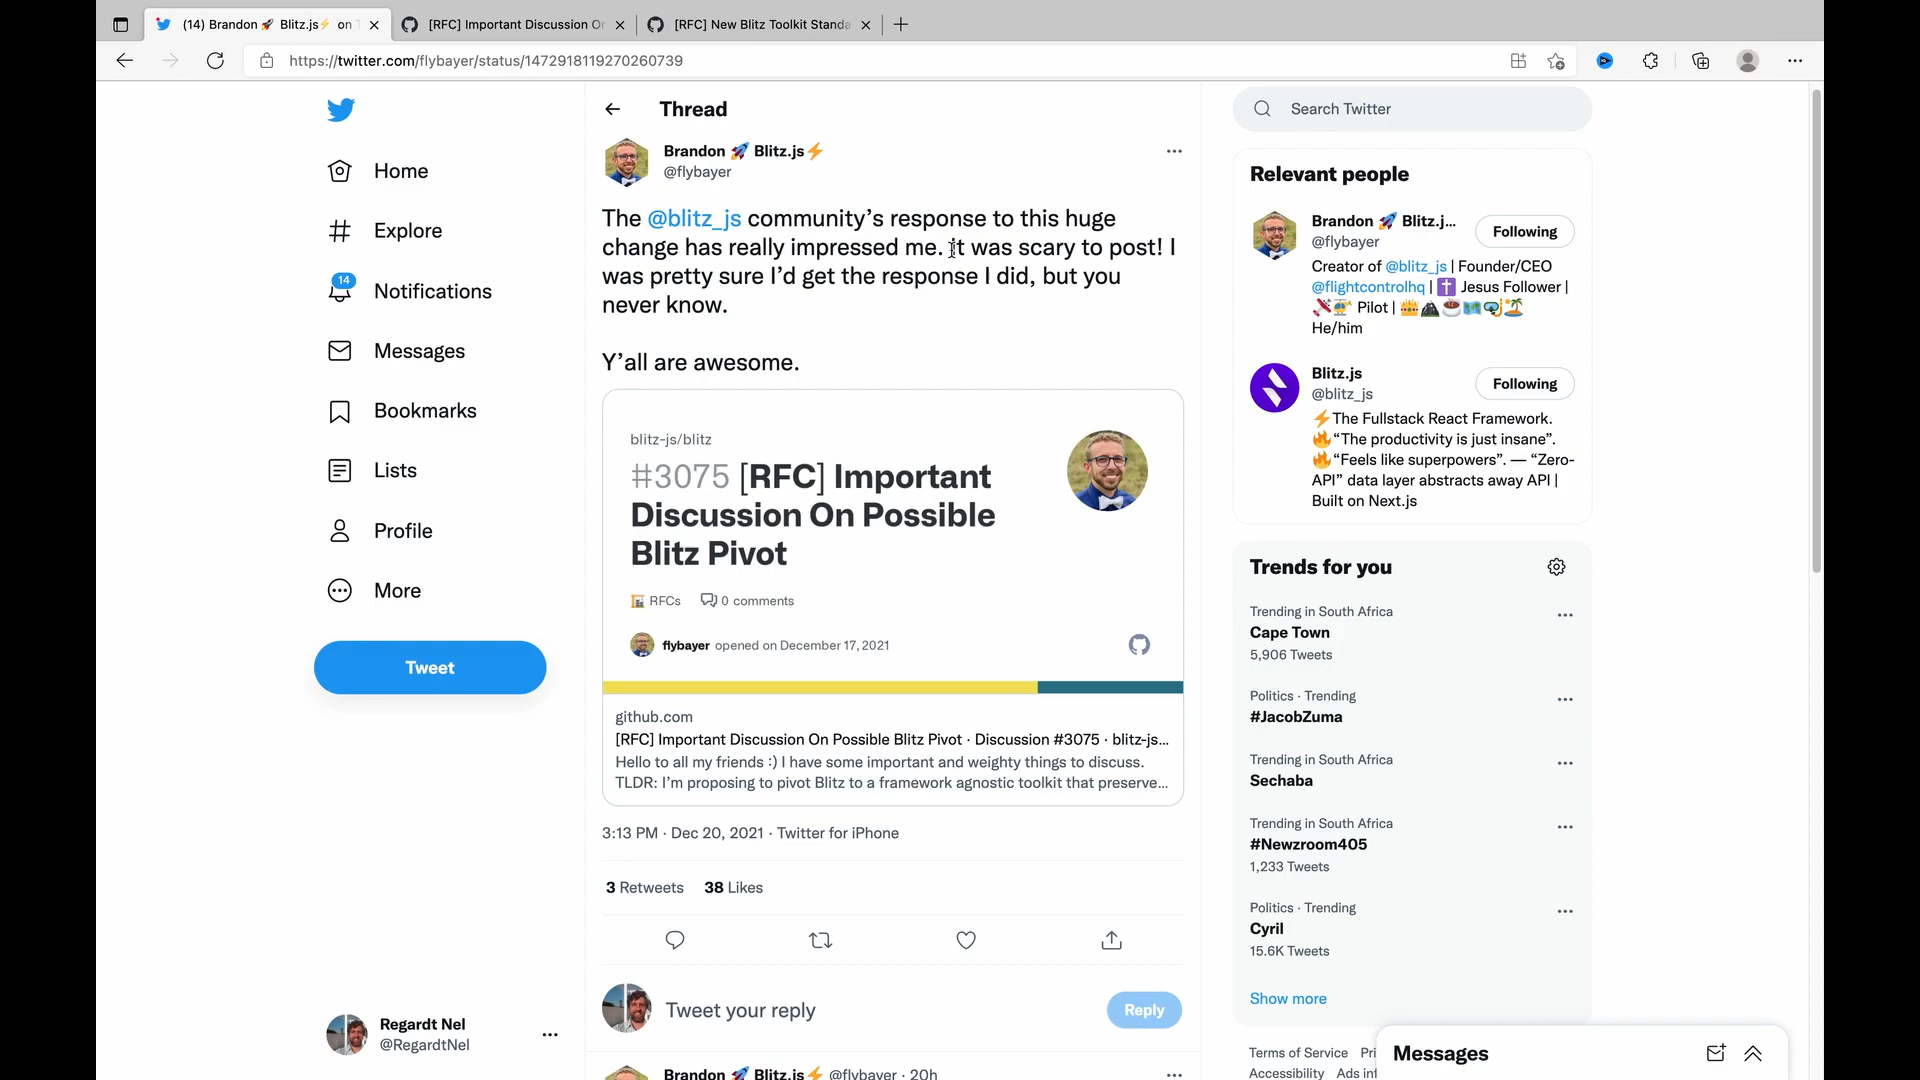 (14) Brandon 🚀 Blitz.js⚡ on T
[RFC] Important Discussion Or
[RFC] New Blitz Toolkit Standa
https://twitter.com/flybayer/status/1472918119270260739
Home
Explore
14
Notifications
Messages
Bookmarks
Lists
Profile
More
Tweet
Regardt Nel
@RegardtNel
Thread
Brandon 🚀 Blitz.js⚡
@flybayer
The @blitz_js community’s response to this huge
change has really impressed me. It was scary to post! I
was pretty sure I’d get the response I did, but you
never know.
Y’all are awesome.
blitz-js/blitz
#3075 [RFC] Important
Discussion On Possible
Blitz Pivot
RFCs 0 comments
flybayer opened on December 17, 2021
github.com
[RFC] Important Discussion On Possible Blitz Pivot · Discussion #3075 · blitz-js...
Hello to all my friends :) I have some important and weighty things to discuss.
TLDR: I’m proposing to pivot Blitz to a framework agnostic toolkit that preserve...
3:13 PM · Dec 20, 2021 · Twitter for iPhone
3 Retweets 38 Likes
Tweet your reply
Reply
Brandon 🚀 Blitz.js⚡ @flybayer · 20h
Search Twitter
Relevant people
Brandon 🚀 Blitz.j...
@flybayer
Following
Creator of @blitz_js | Founder/CEO
@flightcontrolhq | ✝️ Jesus Follower |
🛩🚁 Pilot | 👑🏔☕🗺🤿🏝
He/him
Blitz.js
@blitz_js
Following
⚡The Fullstack React Framework.
🔥“The productivity is just insane”.
🔥“Feels like superpowers”. — “Zero-
API” data layer abstracts away API |
Built on Next.js
Trends for you
Trending in South Africa
Cape Town
5,906 Tweets
Politics · Trending
#JacobZuma
Trending in South Africa
Sechaba
Trending in South Africa
#Newzroom405
1,233 Tweets
Politics · Trending
Cyril
15.6K Tweets
Show more
Terms of Service Pri
Accessibility Ads inf
Messages